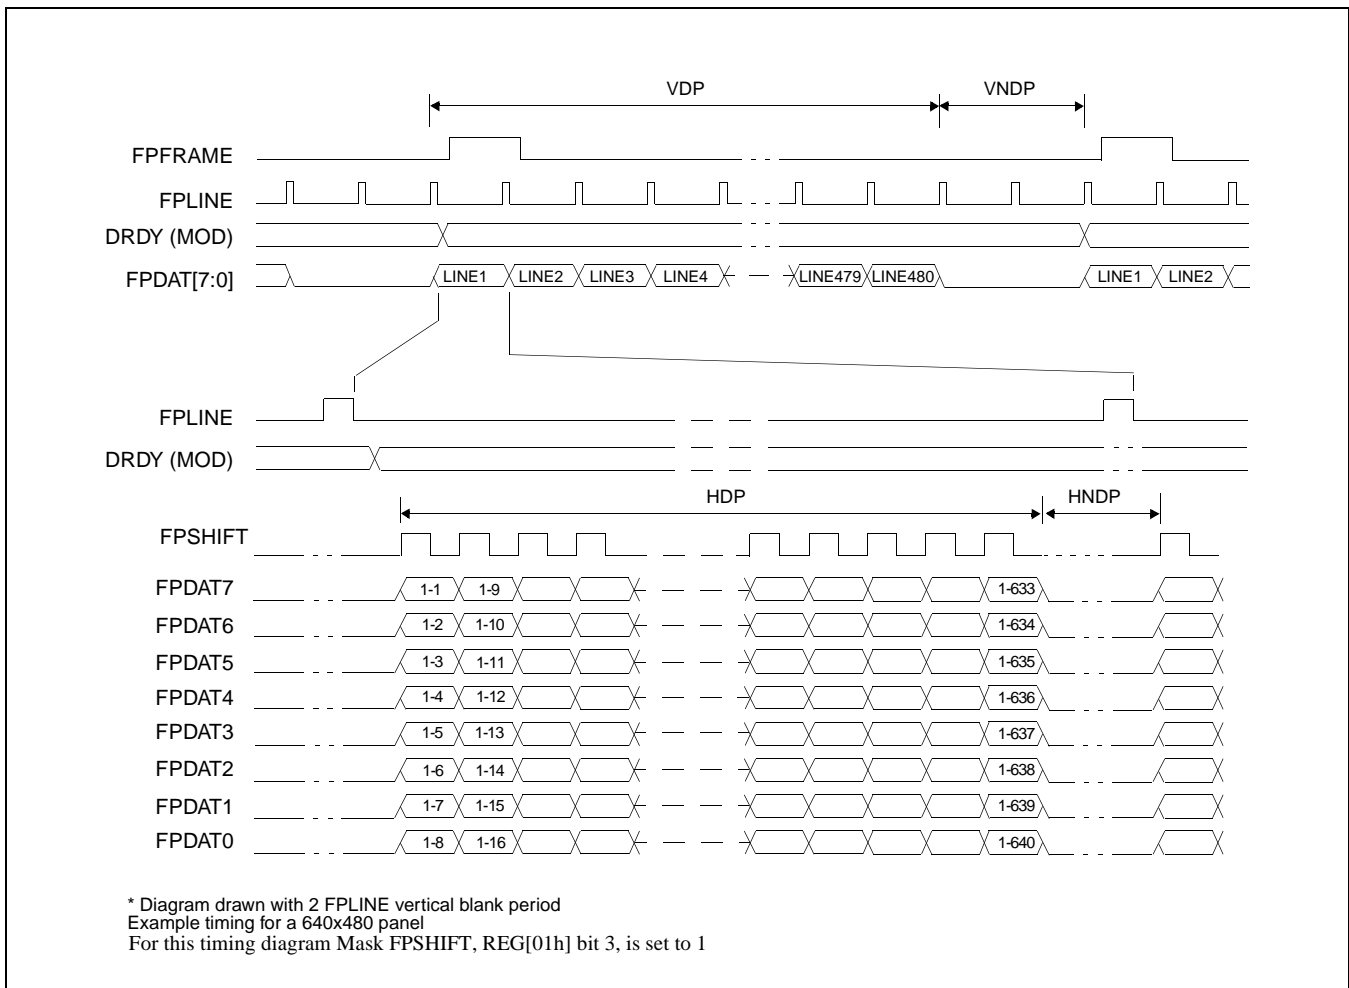 VDP VNDP
FPFRAME
FPLINE
DRDY (MOD)
FPDAT[7:0] LINE1 LINE2 LINE3 LINE4 LINE479 LINE480 LINE1 LINE2
FPLINE
DRDY (MOD)
HDP HNDP
FPSHIFT
FPDAT7 1-1 1-9 1-633
FPDAT6 1-2 1-10 1-634
FPDAT5 1-3 1-11 1-635
FPDAT4 1-4 1-12 1-636
FPDAT3 1-5 1-13 1-637
FPDAT2 1-6 1-14 1-638
FPDAT1 1-7 1-15 1-639
FPDAT0 1-8 1-16 1-640
* Diagram drawn with 2 FPLINE vertical blank period
Example timing for a 640x480 panel
For this timing diagram Mask FPSHIFT, REG[01h] bit 3, is set to 1